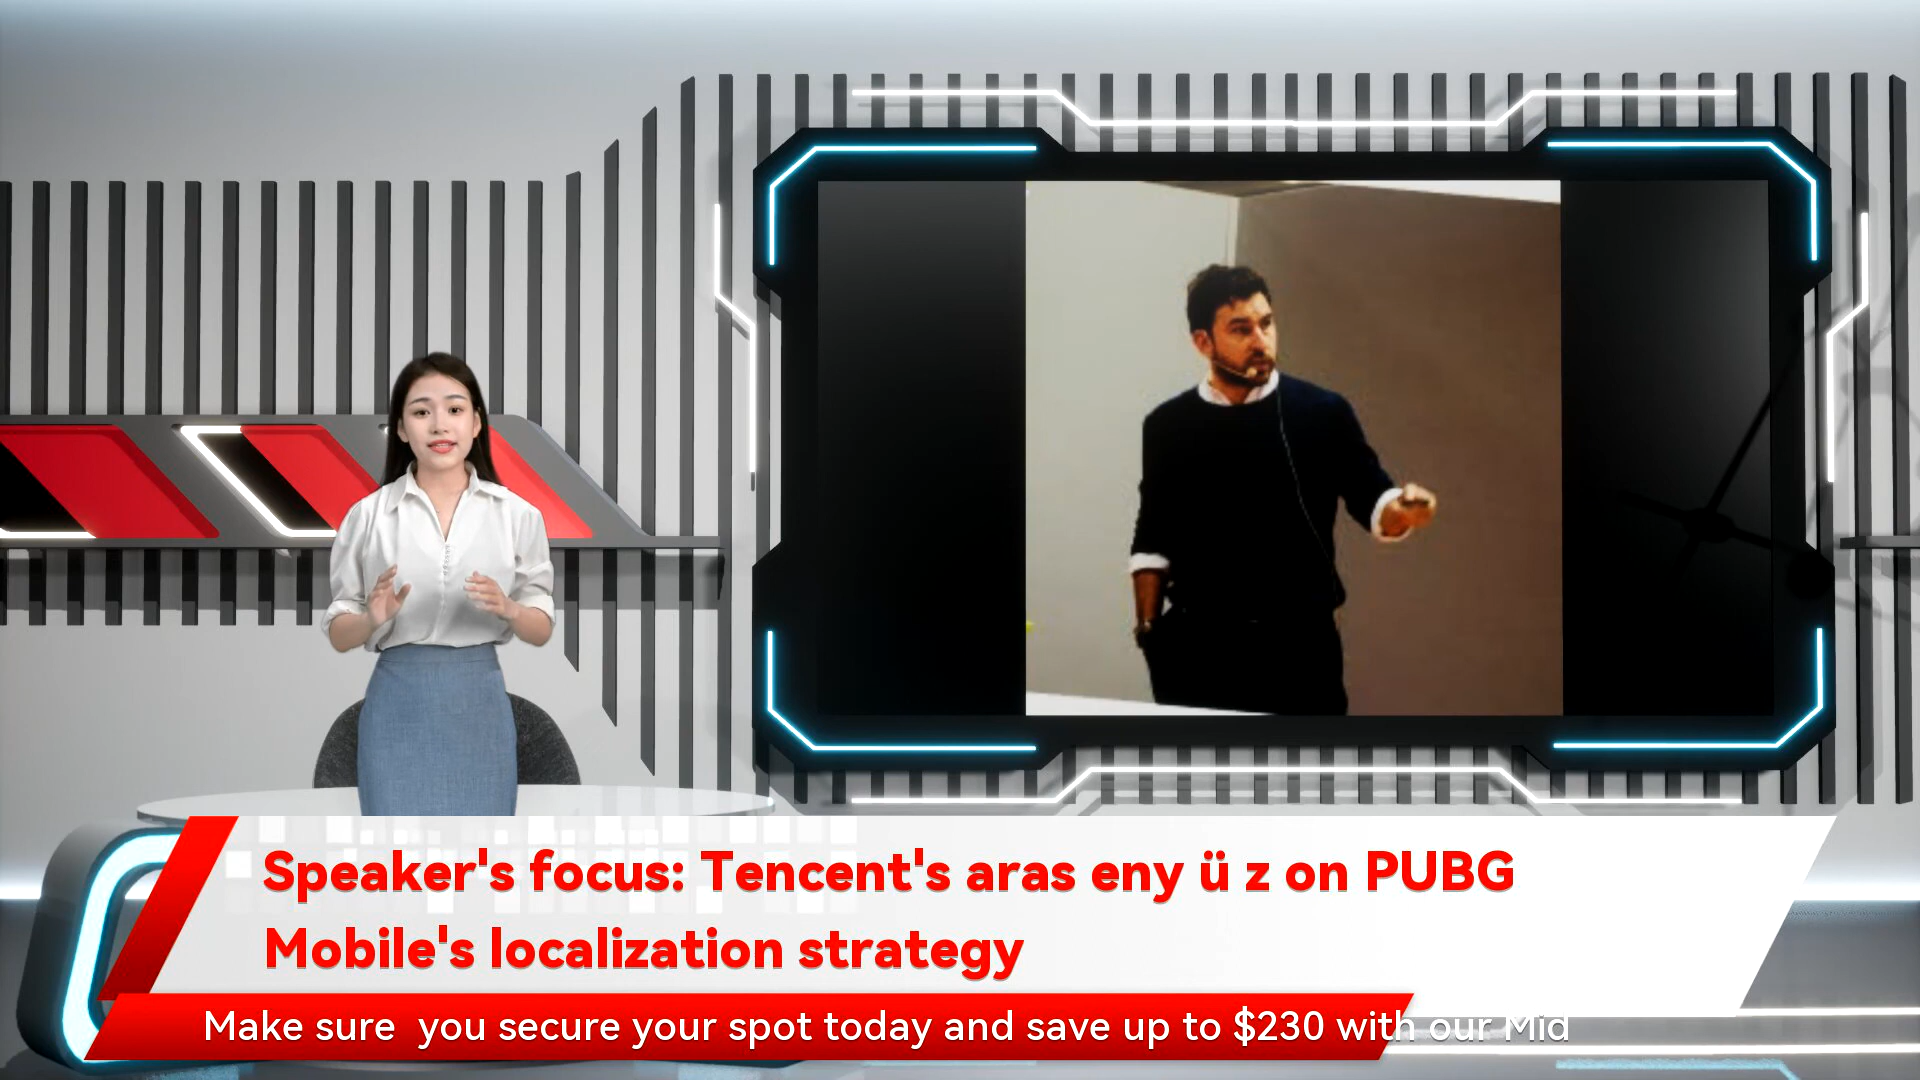 Speaker's focus: Tencent's aras eny ü z on PUBG
Mobile's localization strategy
Make sure you secure your spot today and save up to $230 with our Mid